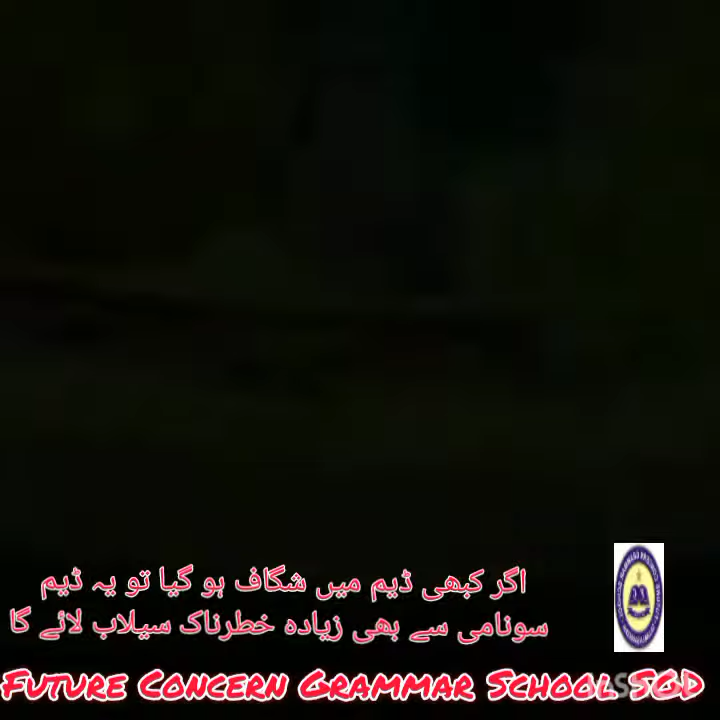 اگر کبھی ڈیم میں شگاف ہو گیا تو یہ ڈیم
سونامی سے بھی زیادہ خطرناک سیلاب لائے گا
FUTURE CONCERN GRAMMAR SCHOOL SGD